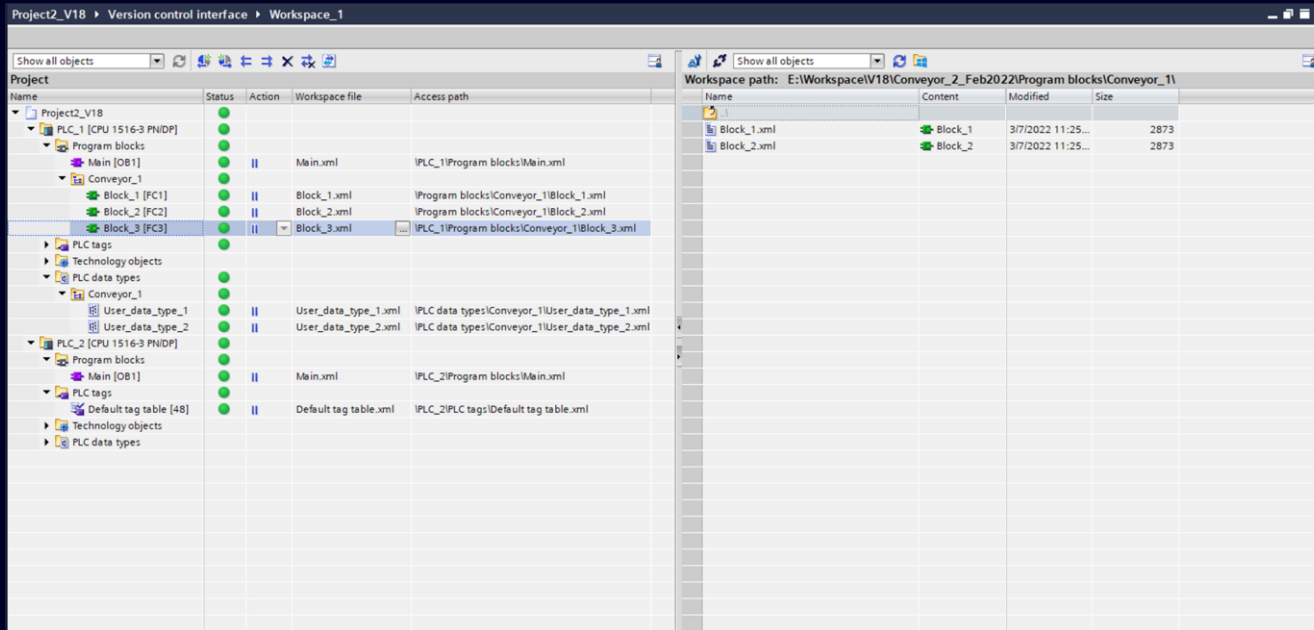 Project2_V18 Version control interface Workspace_1
Show all objects
Project
Name Status Action Workspace file Access path
Project2_V18
PLC_1 [CPU 1516-3 PN/DP]
Program blocks
Main [OB1] Main.xml \PLC_1\Program blocks\Main.xml
Conveyor_1
Block_1 [FC1] Block_1.xml \Program blocks\Conveyor_1\Block_1.xml
Block_2 [FC2] Block_2.xml \Program blocks\Conveyor_1\Block_2.xml
Block_3 [FC3] Block_3.xml ... \PLC_1\Program blocks\Conveyor_1\Block_3.xml
PLC tags
Technology objects
PLC data types
Conveyor_1
User_data_type_1 User_data_type_1.xml \PLC data types\Conveyor_1\User_data_type_1.xml
User_data_type_2 User_data_type_2.xml \PLC data types\Conveyor_1\User_data_type_2.xml
PLC_2 [CPU 1516-3 PN/DP]
Program blocks
Main [OB1] Main.xml \PLC_2\Program blocks\Main.xml
PLC tags
Default tag table [48] Default tag table.xml \PLC_2\PLC tags\Default tag table.xml
Technology objects
PLC data types
Show all objects
Workspace path: E:\Workspace\V18\Conveyor_2_Feb2022\Program blocks\Conveyor_1\
Name Content Modified Size
..\
Block_1.xml Block_1 3/7/2022 11:25... 2873
Block_2.xml Block_2 3/7/2022 11:25... 2873